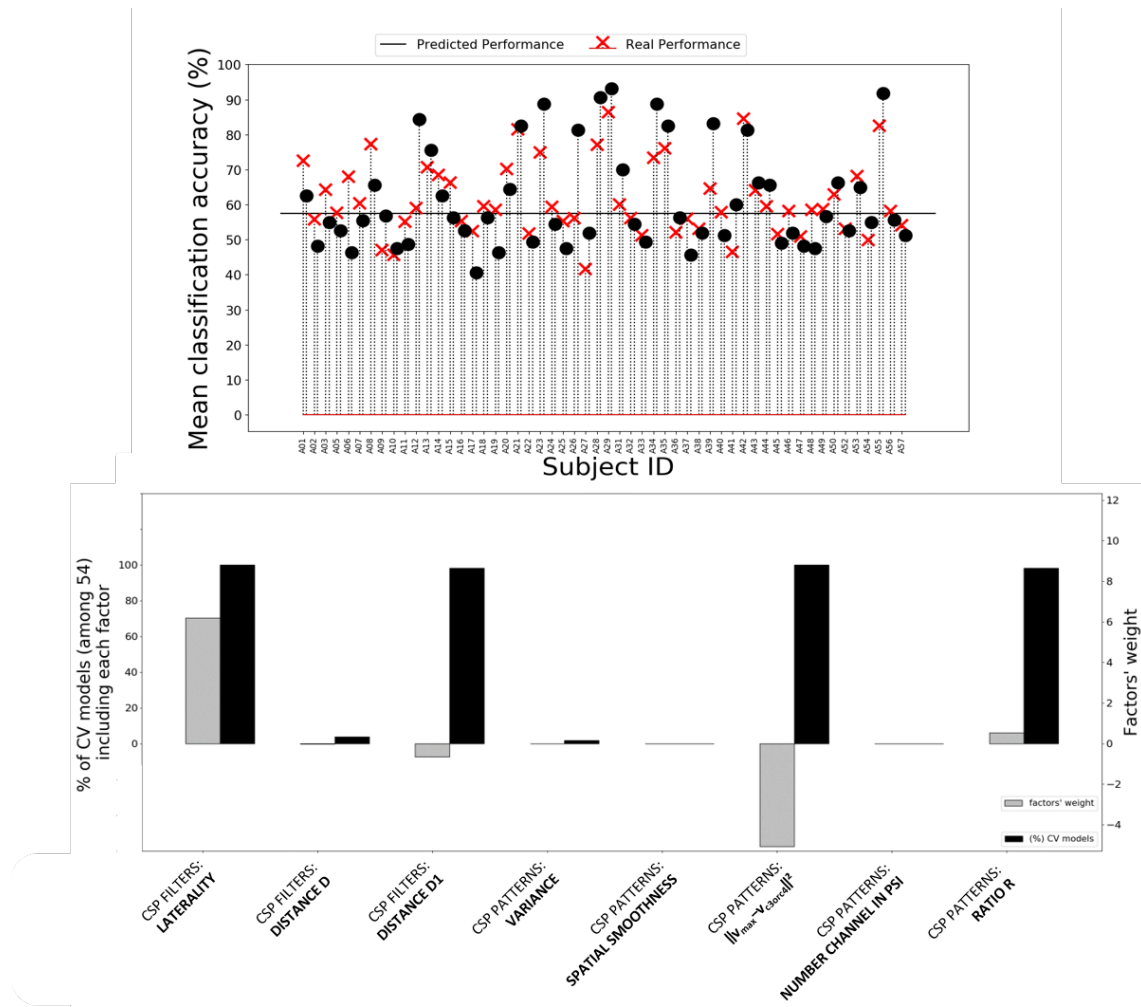 Predicted Performance
Real Performance
Mean classification accuracy (%)
100
90
80
70
60
50
40
30
20
10
0
A01 A02 A03 A05 A06 A07 A08 A09 A10 A11 A12 A13 A14 A15 A16 A17 A18 A19 A20 A21 A22 A23 A24 A25 A26 A27 A28 A29 A31 A32 A33 A34 A35 A36 A37 A38 A39 A40 A41 A42 A43 A44 A45 A46 A47 A48 A49 A50 A52 A53 A54 A55 A56 A57
Subject ID
% of CV models (among 54)
including each factor
100
80
60
40
20
0
12
10
8
6
4
2
0
−2
−4
Factors' weight
factors' weight
(%) CV models
CSP FILTERS:
LATERALITY
CSP FILTERS:
DISTANCE D
CSP FILTERS:
DISTANCE D1
CSP PATTERNS:
VARIANCE
CSP PATTERNS:
SPATIAL SMOOTHNESS
CSP PATTERNS:
||v_max−v_c3orc4||²
CSP PATTERNS:
NUMBER CHANNEL IN PSI
CSP PATTERNS:
RATIO R